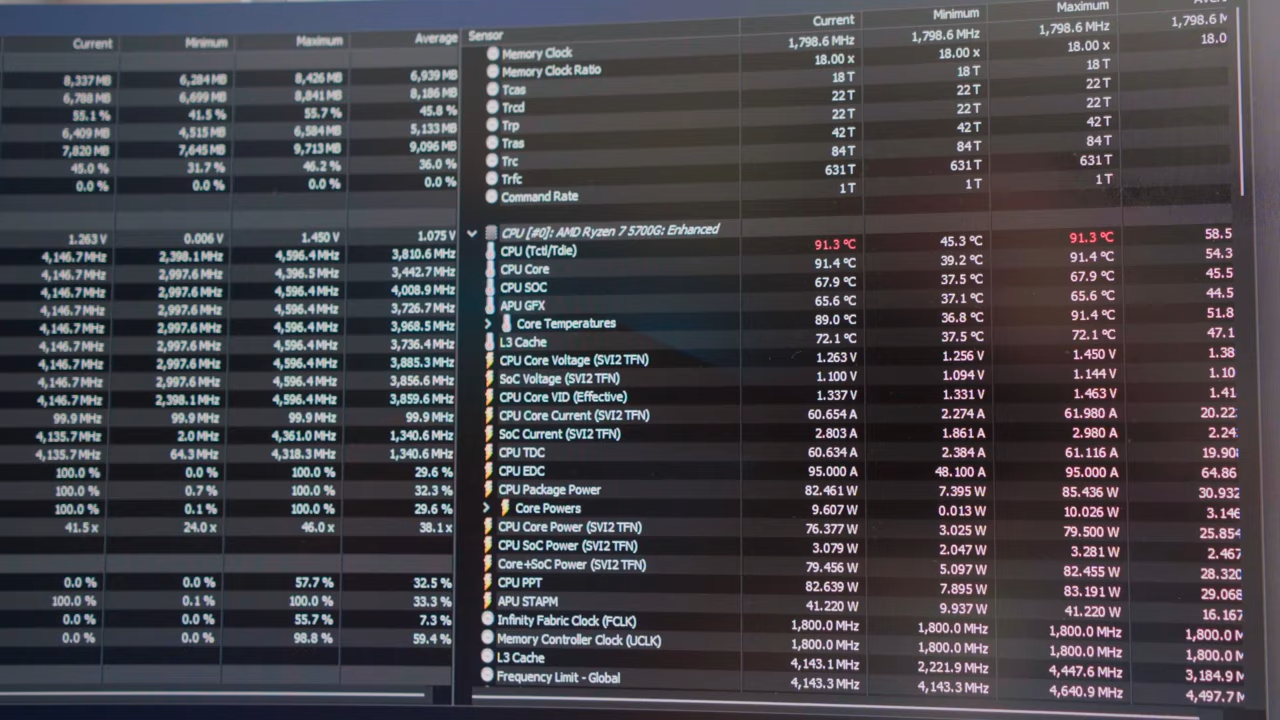 Current Minimum Maximum Average
8,337 MB 6,284 MB 8,426 MB 6,939 MB
6,788 MB 6,699 MB 8,841 MB 8,186 MB
55.1 % 41.5 % 55.7 % 45.8 %
6,409 MB 4,515 MB 6,584 MB 5,133 MB
7,820 MB 7,645 MB 9,713 MB 9,096 MB
45.0 % 31.7 % 46.2 % 36.0 %
0.0 % 0.0 % 0.0 % 0.0 %
1.263 V 0.006 V 1.450 V 1.075 V
4,146.7 MHz 2,398.1 MHz 4,596.4 MHz 3,810.6 MHz
4,146.7 MHz 2,997.6 MHz 4,396.5 MHz 3,442.7 MHz
4,146.7 MHz 2,997.6 MHz 4,596.4 MHz 4,008.9 MHz
4,146.7 MHz 2,997.6 MHz 4,596.4 MHz 3,726.7 MHz
4,146.7 MHz 2,997.6 MHz 4,596.4 MHz 3,968.5 MHz
4,146.7 MHz 2,997.6 MHz 4,596.4 MHz 3,736.4 MHz
4,146.7 MHz 2,997.6 MHz 4,596.4 MHz 3,885.3 MHz
4,146.7 MHz 2,997.6 MHz 4,596.4 MHz 3,856.6 MHz
4,146.7 MHz 2,398.1 MHz 4,596.4 MHz 3,859.6 MHz
99.9 MHz 99.9 MHz 99.9 MHz 99.9 MHz
4,135.7 MHz 2.0 MHz 4,361.0 MHz 1,340.6 MHz
4,135.7 MHz 64.3 MHz 4,318.3 MHz 1,340.6 MHz
100.0 % 0.0 % 100.0 % 29.6 %
100.0 % 0.7 % 100.0 % 32.3 %
100.0 % 0.1 % 100.0 % 29.6 %
41.5 x 24.0 x 46.0 x 38.1 x
0.0 % 0.0 % 57.7 % 32.5 %
100.0 % 0.1 % 100.0 % 33.3 %
0.0 % 0.0 % 55.7 % 7.3 %
0.0 % 0.0 % 98.8 % 59.4 %
Sensor Current Minimum Maximum
Memory Clock 1,798.6 MHz 1,798.6 MHz 1,798.6 MHz 1,798.6 M
Memory Clock Ratio 18.00 x 18.00 x 18.00 x 18.0
Tcas 18 T 18 T 18 T
Trcd 22 T 22 T 22 T
Trp 22 T 22 T 22 T
Tras 42 T 42 T 42 T
Trc 84 T 84 T 84 T
Trfc 631 T 631 T 631 T
Command Rate 1 T 1 T 1 T
CPU [#0]: AMD Ryzen 7 5700G: Enhanced
CPU (Tctl/Tdie) 91.3 °C 45.3 °C 91.3 °C 58.5
CPU Core 91.4 °C 39.2 °C 91.4 °C 54.3
CPU SOC 67.9 °C 37.5 °C 67.9 °C 45.5
APU GFX 65.6 °C 37.1 °C 65.6 °C 44.5
Core Temperatures 89.0 °C 36.8 °C 91.4 °C 51.8
L3 Cache 72.1 °C 37.5 °C 72.1 °C 47.1
CPU Core Voltage (SVI2 TFN) 1.263 V 1.256 V 1.450 V 1.38
SoC Voltage (SVI2 TFN) 1.100 V 1.094 V 1.144 V 1.10
CPU Core VID (Effective) 1.337 V 1.331 V 1.463 V 1.41
CPU Core Current (SVI2 TFN) 60.654 A 2.274 A 61.980 A 20.22
SoC Current (SVI2 TFN) 2.803 A 1.861 A 2.980 A 2.24
CPU TDC 60.634 A 2.384 A 61.116 A 19.90
CPU EDC 95.000 A 48.100 A 95.000 A 64.86
CPU Package Power 82.461 W 7.395 W 85.436 W 30.932
Core Powers 9.607 W 0.013 W 10.026 W 3.146
CPU Core Power (SVI2 TFN) 76.377 W 3.025 W 79.500 W 25.854
CPU SoC Power (SVI2 TFN) 3.079 W 2.047 W 3.281 W 2.467
Core+SoC Power (SVI2 TFN) 79.456 W 5.097 W 82.455 W 28.320
CPU PPT 82.639 W 7.895 W 83.191 W 29.068
APU STAPM 41.220 W 9.937 W 41.220 W 16.167
Infinity Fabric Clock (FCLK) 1,800.0 MHz 1,800.0 MHz 1,800.0 MHz 1,800.0 M
Memory Controller Clock (UCLK) 1,800.0 MHz 1,800.0 MHz 1,800.0 MHz 1,800.0 M
L3 Cache 4,143.1 MHz 2,221.9 MHz 4,447.6 MHz 3,184.9 M
Frequency Limit - Global 4,143.3 MHz 4,143.3 MHz 4,640.9 MHz 4,497.7 M